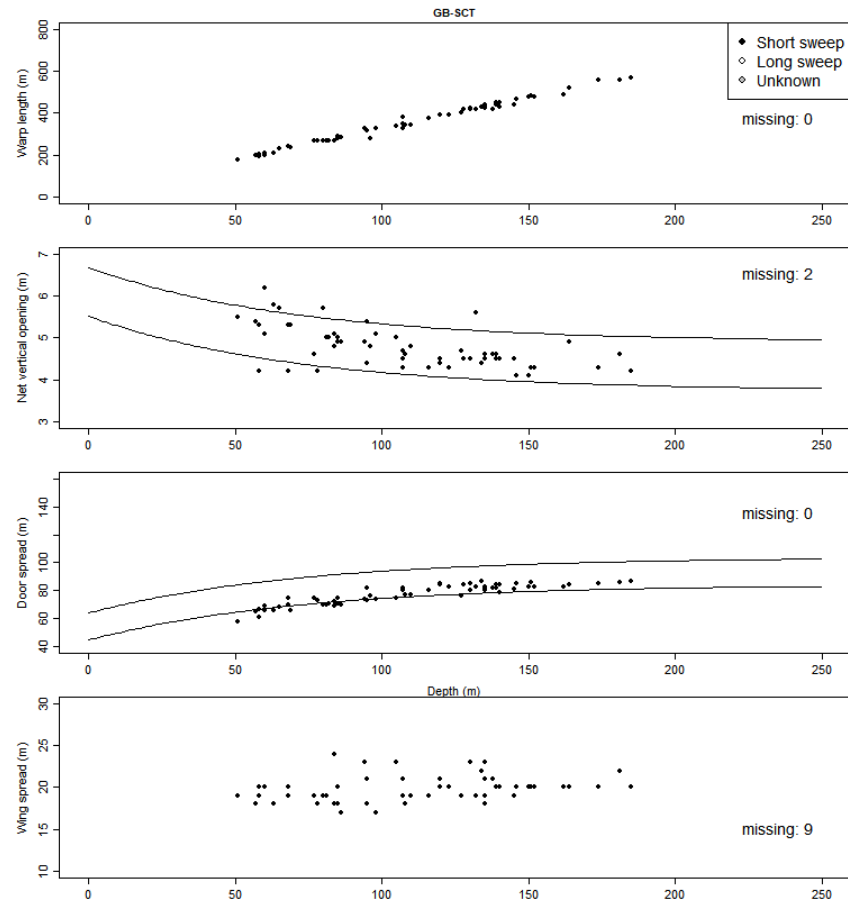 GB-SCT
Warp length (m)
800
600
400
200
0
Short sweep
Long sweep
Unknown
missing: 0
0 50 100 150 200 250
Net vertical opening (m)
7
6
5
4
3
missing: 2
0 50 100 150 200 250
Door spread (m)
140
100
80
60
40
missing: 0
0 50 100 150 200 250
Depth (m)
Wing spread (m)
30
25
20
15
10
missing: 9
0 50 100 150 200 250